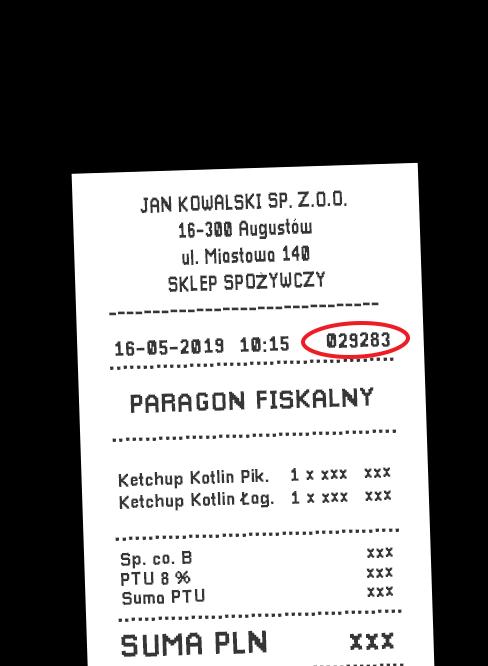 JAN KOWALSKI SP. Z.O.O.
16-300 Augustów
ul. Miastowa 140
SKLEP SPOŻYWCZY
16-05-2019 10:15 029283
PARAGON FISKALNY
Ketchup Kotlin Pik. 1 x xxx xxx
Ketchup Kotlin Łag. 1 x xxx xxx
Sp. co. B xxx
PTU 8 % xxx
Suma PTU xxx
SUMA PLN xxx